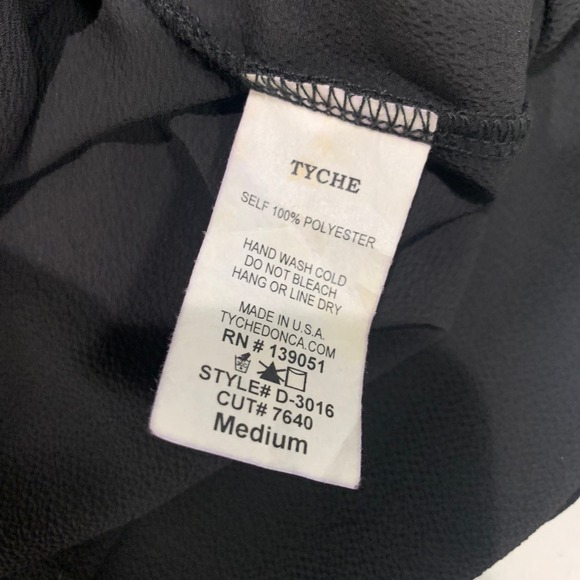 TYCHE
SELF 100% POLYESTER
HAND WASH COLD
DO NOT BLEACH
HANG OR LINE DRY
MADE IN U.S.A.
TYCHEDONCA.COM
RN # 139051
STYLE# D-3016
CUT# 7640
Medium